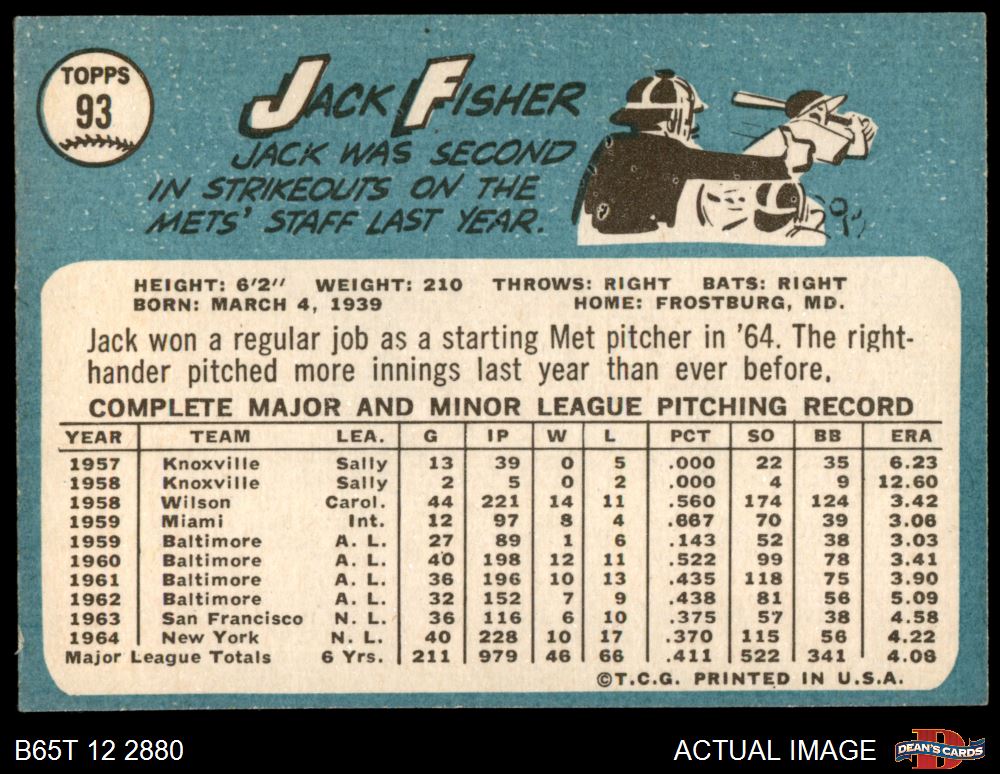 TOPPS
93
JACK FISHER
JACK WAS SECOND
IN STRIKEOUTS ON THE
METS' STAFF LAST YEAR.
HEIGHT: 6'2" WEIGHT: 210 THROWS: RIGHT BATS: RIGHT
BORN: MARCH 4, 1939 HOME: FROSTBURG, MD.
Jack won a regular job as a starting Met pitcher in '64. The right-
hander pitched more innings last year than ever before.
COMPLETE MAJOR AND MINOR LEAGUE PITCHING RECORD
YEAR TEAM LEA. G IP W L PCT SO BB ERA
1957 Knoxville Sally 13 39 0 5 .000 22 35 6.23
1958 Knoxville Sally 2 5 0 2 .000 4 9 12.60
1958 Wilson Carol. 44 221 14 11 .560 174 124 3.42
1959 Miami Int. 12 97 8 4 .667 70 39 3.06
1959 Baltimore A. L. 27 89 1 6 .143 52 38 3.03
1960 Baltimore A. L. 40 198 12 11 .522 99 78 3.41
1961 Baltimore A. L. 36 196 10 13 .435 118 75 3.90
1962 Baltimore A. L. 32 152 7 9 .438 81 56 5.09
1963 San Francisco N. L. 36 116 6 10 .375 57 38 4.58
1964 New York N. L. 40 228 10 17 .370 115 56 4.22
Major League Totals 6 Yrs. 211 979 46 66 .411 522 341 4.08
©T.C.G. PRINTED IN U.S.A.
B65T 12 2880 ACTUAL IMAGE DEAN'S CARDS